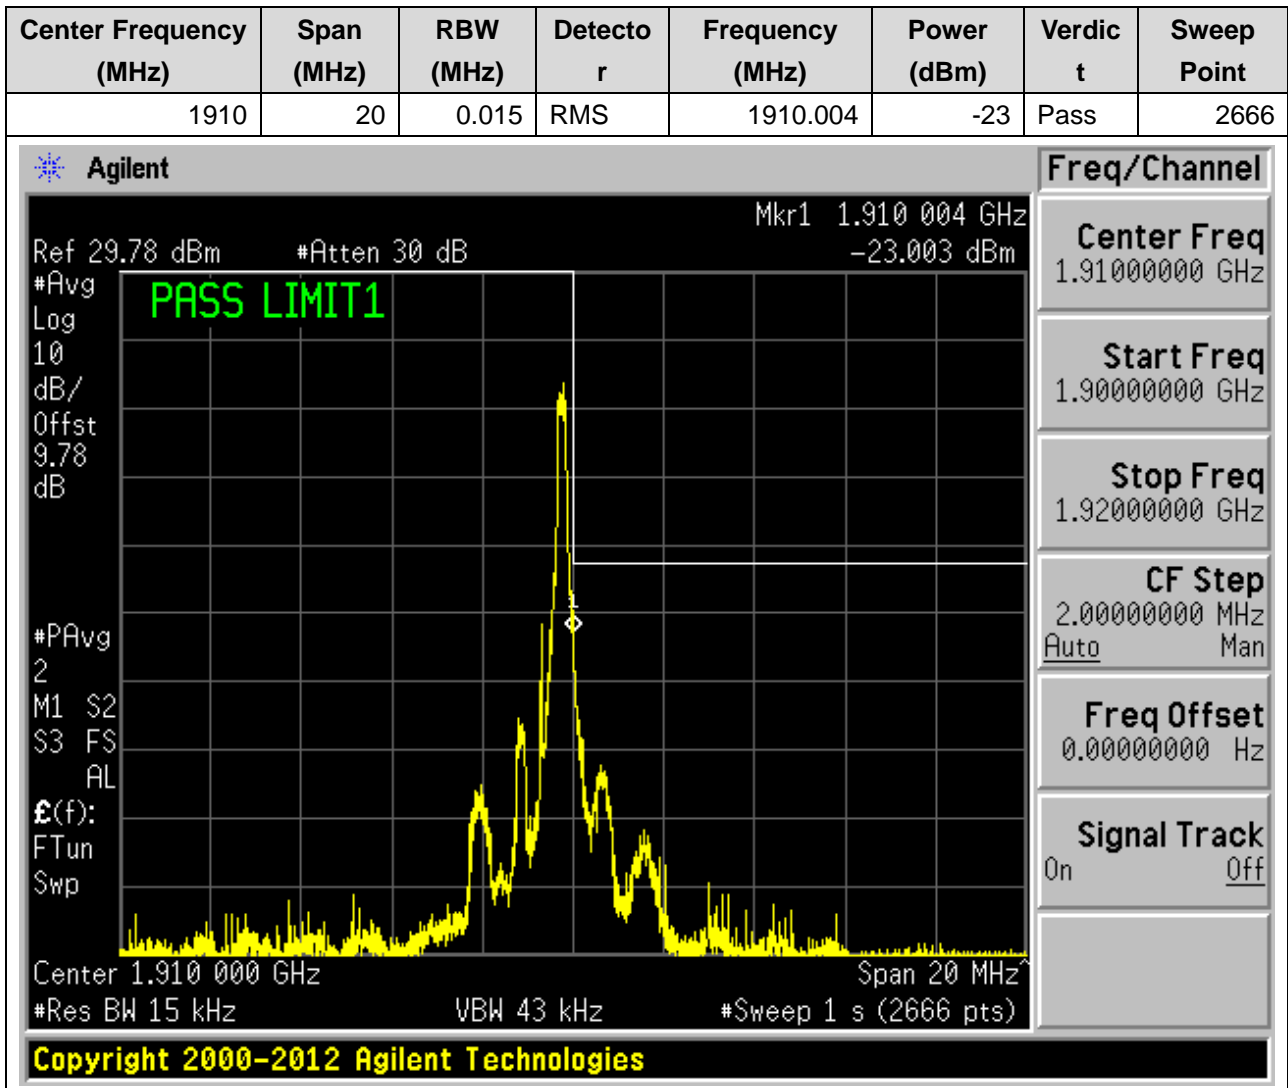 Center Frequency (MHz) Span (MHz) RBW (MHz) Detecto r Frequency (MHz) Power (dBm) Verdic t Sweep Point
1910 20 0.015 RMS 1910.004 -23 Pass 2666
Agilent
Freq/Channel
Mkr1 1.910 004 GHz
Ref 29.78 dBm #Atten 30 dB -23.003 dBm
#Avg
Log
10
dB/
Offst
9.78
dB
PASS LIMIT1
1
#PAvg
2
M1 S2
S3 FS
AL
£(f):
FTun
Swp
Center 1.910 000 GHz Span 20 MHz^
#Res BW 15 kHz VBW 43 kHz #Sweep 1 s (2666 pts)
Center Freq
1.91000000 GHz
Start Freq
1.90000000 GHz
Stop Freq
1.92000000 GHz
CF Step
2.00000000 MHz
Auto Man
Freq Offset
0.00000000 Hz
Signal Track
On Off
Copyright 2000-2012 Agilent Technologies